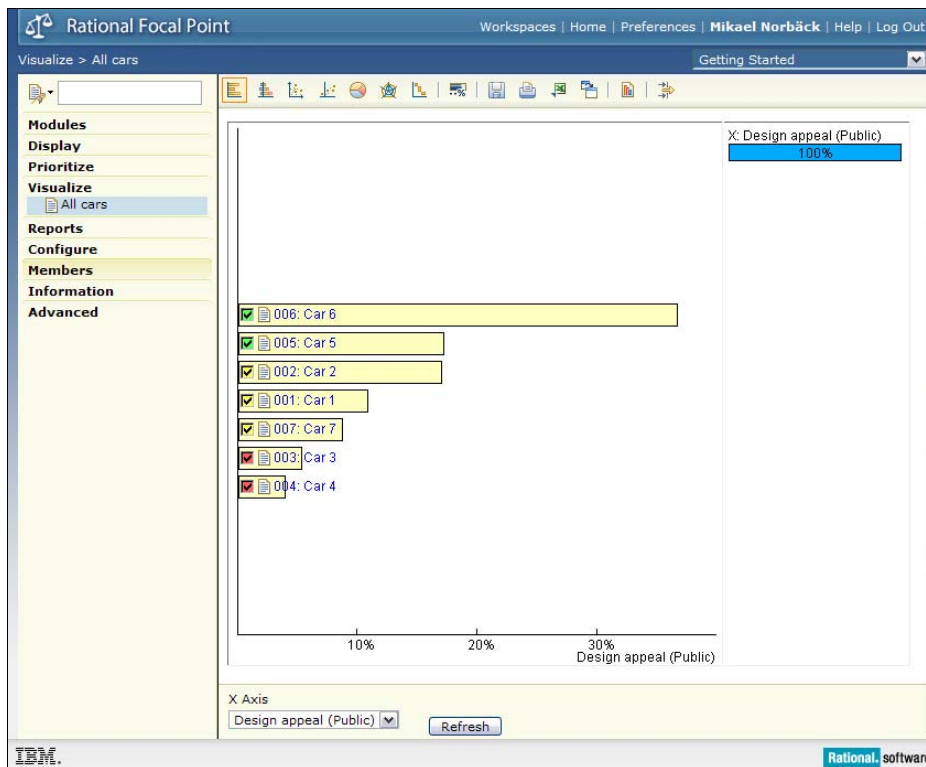 Rational Focal Point
Workspaces | Home | Preferences | Mikael Norbäck | Help | Log Out
Visualize > All cars
Getting Started
Modules
Display
Prioritize
Visualize
All cars
Reports
Configure
Members
Information
Advanced
X: Design appeal (Public)
100%
006: Car 6
005: Car 5
002: Car 2
001: Car 1
007: Car 7
003: Car 3
004: Car 4
10% 20% 30%
Design appeal (Public)
X Axis
Design appeal (Public)
Refresh
IBM.
Rational. software